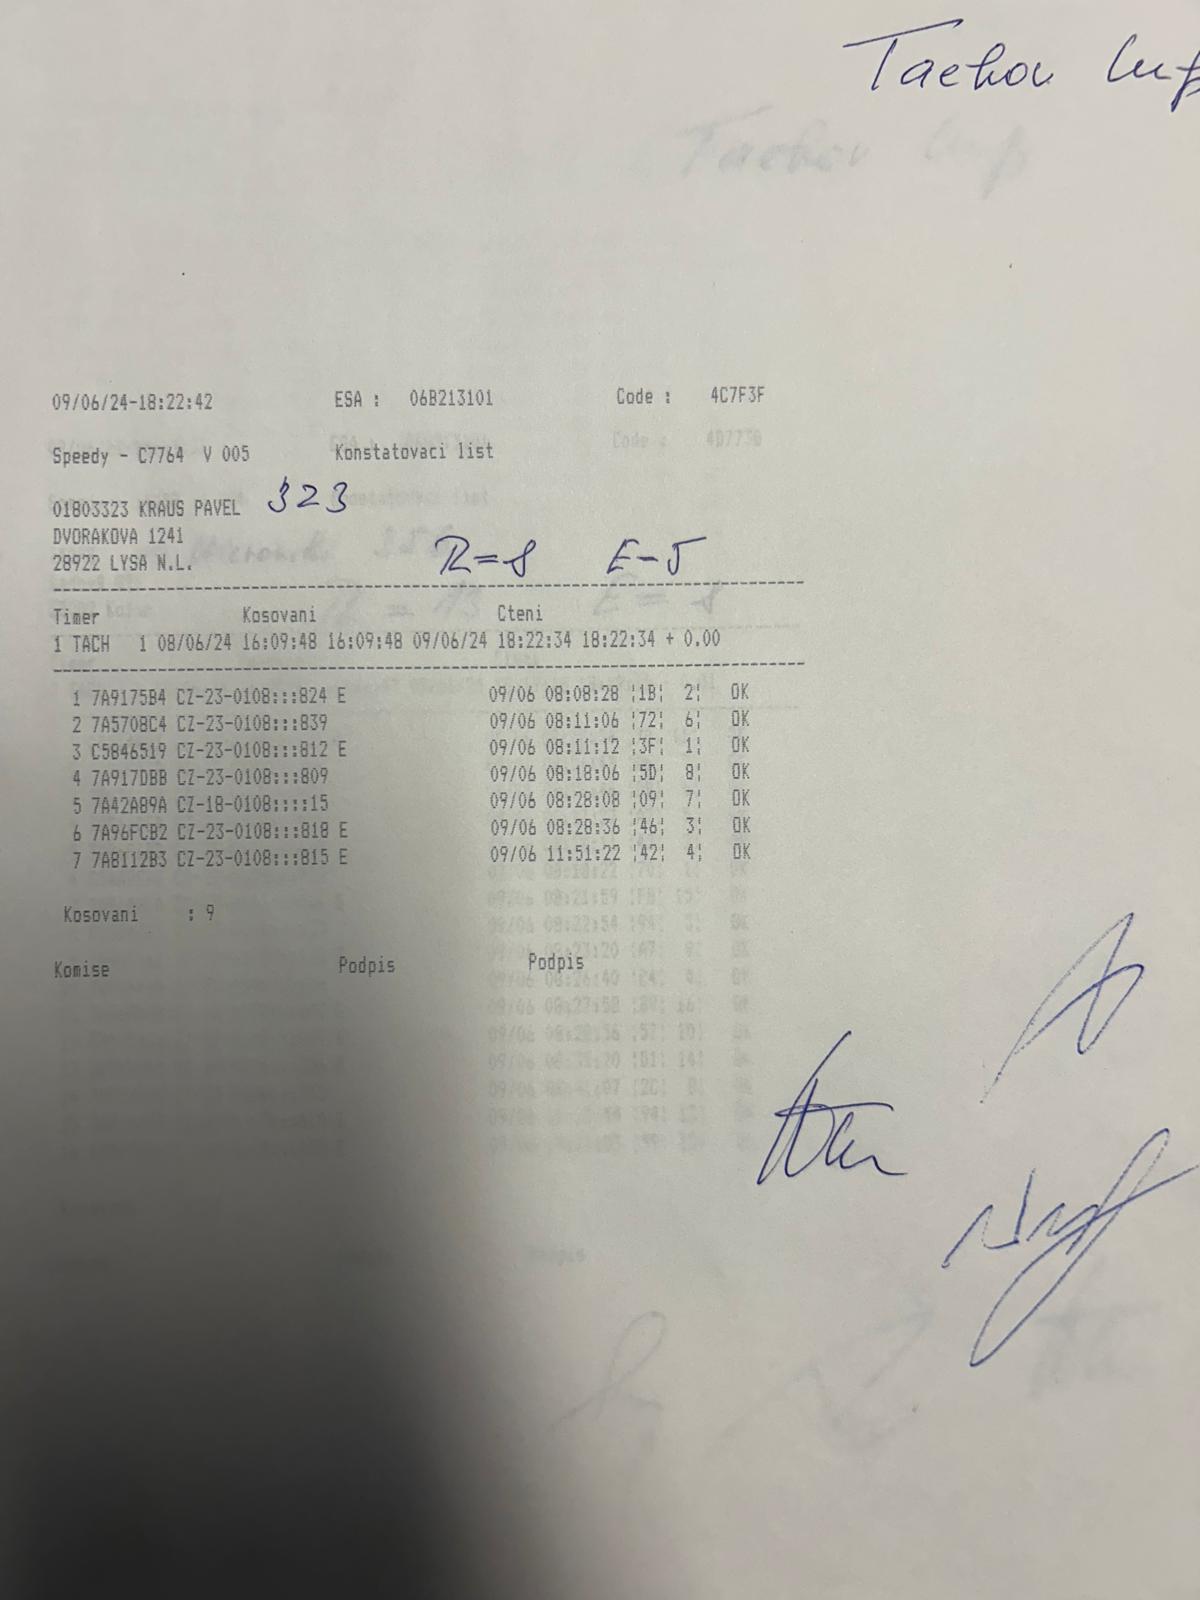 Tachov
09/06/24-18:22:42 ESA : 06B213101 Code : 4C7F3F
Speedy - C7764 V 005 Konstatovaci list
01803323 KRAUS PAVEL 323
DVORAKOVA 1241
28922 LYSA N.L. R=8 E-5
Timer Kosovani Cteni
1 TACH 1 08/06/24 16:09:48 16:09:48 09/06/24 18:22:34 18:22:34 + 0.00
1 7A9175B4 CZ-23-0108:::824 E 09/06 08:08:28 ¦1B¦ 2¦ OK
2 7A5708C4 CZ-23-0108:::839 09/06 08:11:06 ¦72¦ 6¦ OK
3 C5846519 CZ-23-0108:::812 E 09/06 08:11:12 ¦3F¦ 1¦ OK
4 7A917DBB CZ-23-0108:::809 09/06 08:18:06 ¦5D¦ 8¦ OK
5 7A42A89A CZ-18-0108::::15 09/06 08:28:08 ¦09¦ 7¦ OK
6 7A96FCB2 CZ-23-0108:::818 E 09/06 08:28:36 ¦46¦ 3¦ OK
7 7A8112B3 CZ-23-0108:::815 E 09/06 11:51:22 ¦42¦ 4¦ OK
Kosovani : 9
Komise Podpis Podpis